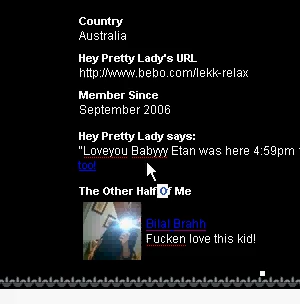 Country
Australia
Hey Pretty Lady's URL
http://www.bebo.com/lekk-relax
Member Since
September 2006
Hey Pretty Lady says:
"Loveyou Babyyy Etan was here 4:59pm
too!
The Other Half Of Me
Bilal Brahh
Fucken love this kid!